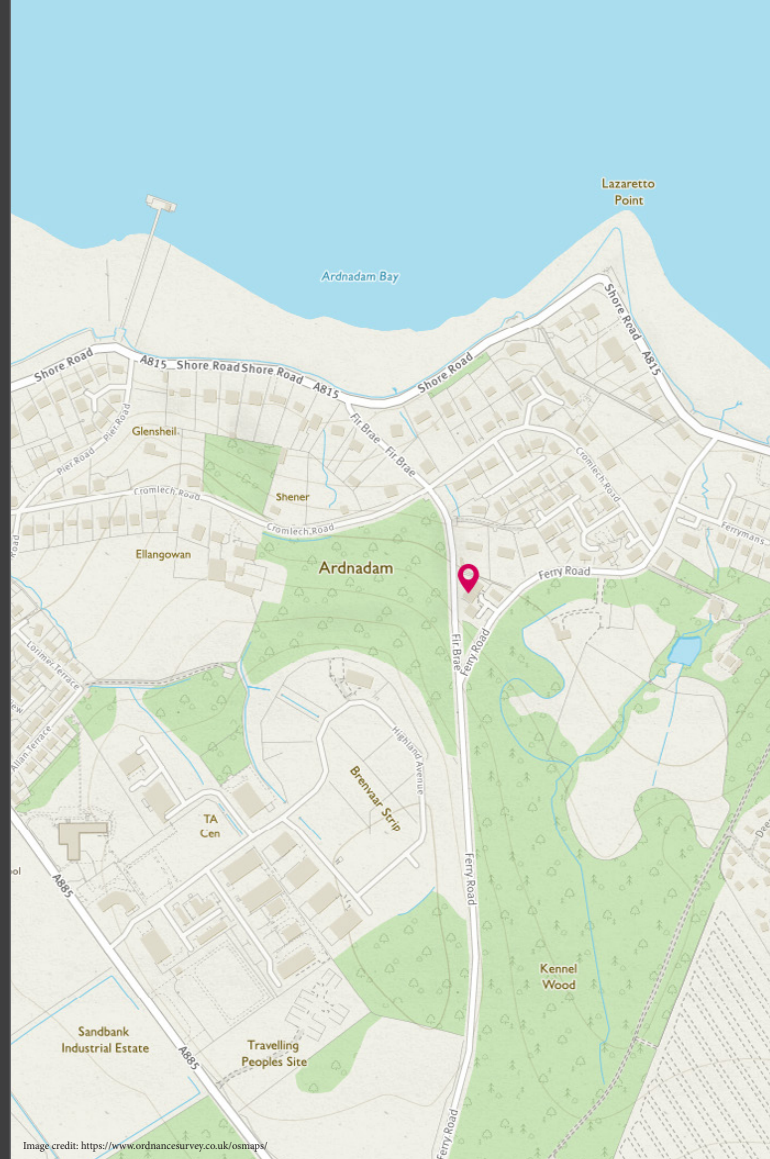 Lazaretto
Point
Ardnadam Bay
Shore Road
A815
Shore Road
A815
Shore Road
Shore Road
A815
Shore Road
Fir Brae
Fir Brae
Glensheil
Pier Road
Pier Road
Cromlech Road
Cromlech Road
Shener
Cromlech Road
Ferrymans
Road
Ellangowan
Ardnadam
Ferry Road
Fir Brae
Ferry Road
Lorimer Terrace
ew
Allan Terrace
Highland Avenue
Brenvaar Strip
TA
Cen
Dee
ool
A885
Ferry Road
Kennel
Wood
Sandbank
Industrial Estate
Travelling
Peoples Site
A885
Ferry Road
Image credit: https://www.ordnancesurvey.co.uk/osmaps/